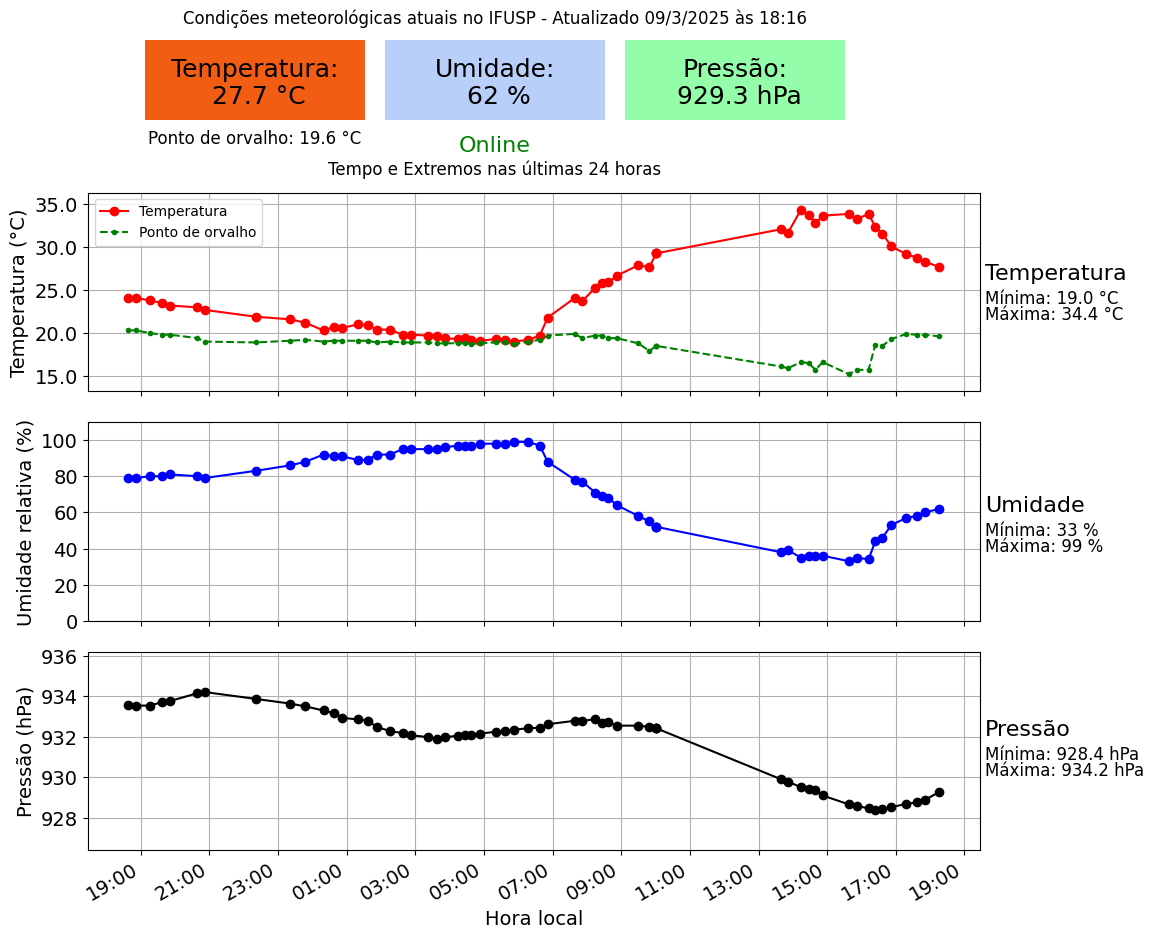 Condições meteorológicas atuais no IFUSP - Atualizado 09/3/2025 às 18:16
Temperatura:
27.7 °C
Umidade:
62 %
Pressão:
929.3 hPa
Ponto de orvalho: 19.6 °C
Online
Tempo e Extremos nas últimas 24 horas
Temperatura (°C)
35.0
30.0
25.0
20.0
15.0
Temperatura
Ponto de orvalho
Temperatura
Mínima: 19.0 °C
Máxima: 34.4 °C
Umidade relativa (%)
100
80
60
40
20
0
Umidade
Mínima: 33 %
Máxima: 99 %
Pressão (hPa)
936
934
932
930
928
Pressão
Mínima: 928.4 hPa
Máxima: 934.2 hPa
19:00
21:00
23:00
01:00
03:00
05:00
07:00
09:00
11:00
13:00
15:00
17:00
19:00
Hora local